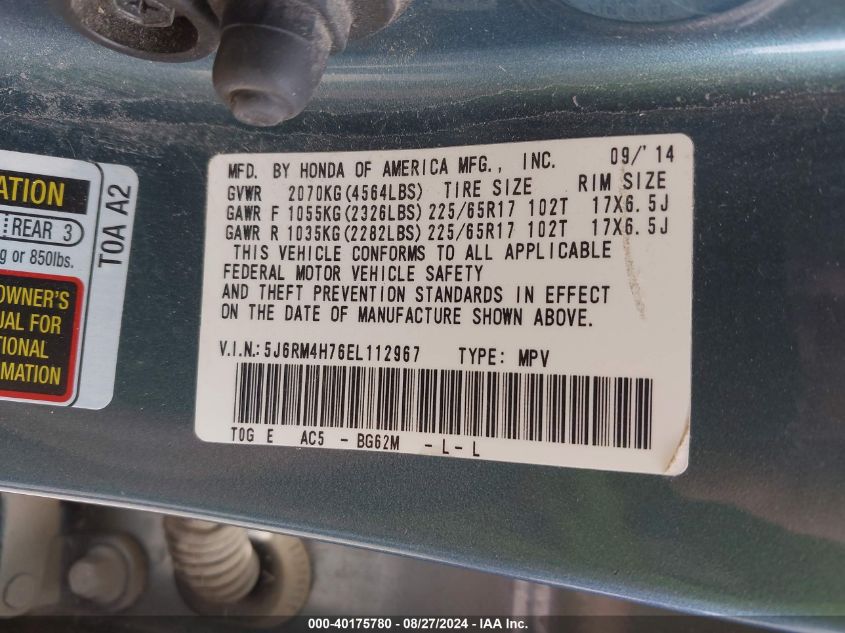 ATION
REAR 3
g or 850lbs.
OWNER'S
UAL FOR
TIONAL
RMATION
T0A A2
MFD. BY HONDA OF AMERICA MFG., INC. 09/'14
GVWR 2070KG(4564LBS) TIRE SIZE RIM SIZE
GAWR F 1055KG(2326LBS) 225/65R17 102T 17X6.5J
GAWR R 1035KG(2282LBS) 225/65R17 102T 17X6.5J
THIS VEHICLE CONFORMS TO ALL APPLICABLE
FEDERAL MOTOR VEHICLE SAFETY
AND THEFT PREVENTION STANDARDS IN EFFECT
ON THE DATE OF MANUFACTURE SHOWN ABOVE.
V.I.N.:5J6RM4H76EL112967 TYPE: MPV
T0G E AC5 - BG62M - L - L
000-40175780 - 08/27/2024 - IAA Inc.